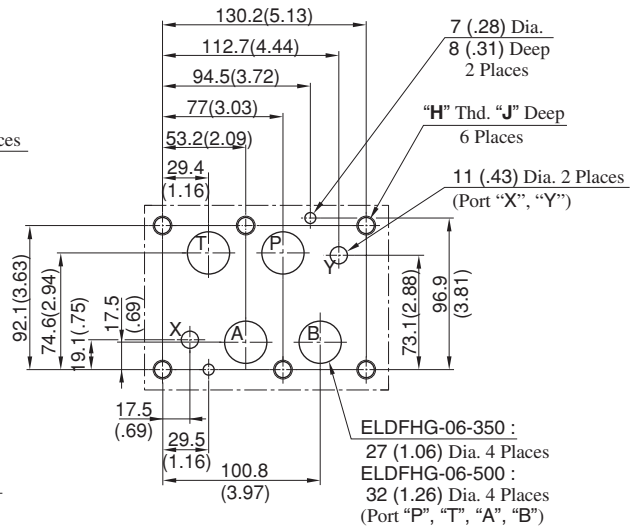 130.2(5.13)
112.7(4.44)
94.5(3.72)
77(3.03)
53.2(2.09)
29.4
(1.16)
7 (.28) Dia.
8 (.31) Deep
2 Places
"H" Thd. "J" Deep
6 Places
11 (.43) Dia. 2 Places
(Port "X", "Y")
T
P
Y
X
A
B
92.1(3.63)
74.6(2.94)
19.1(.75)
17.5
(.69)
73.1(2.88)
96.9
(3.81)
17.5
(.69)
29.5
(1.16)
100.8
(3.97)
ELDFHG-06-350 :
27 (1.06) Dia. 4 Places
ELDFHG-06-500 :
32 (1.26) Dia. 4 Places
(Port "P", "T", "A", "B")